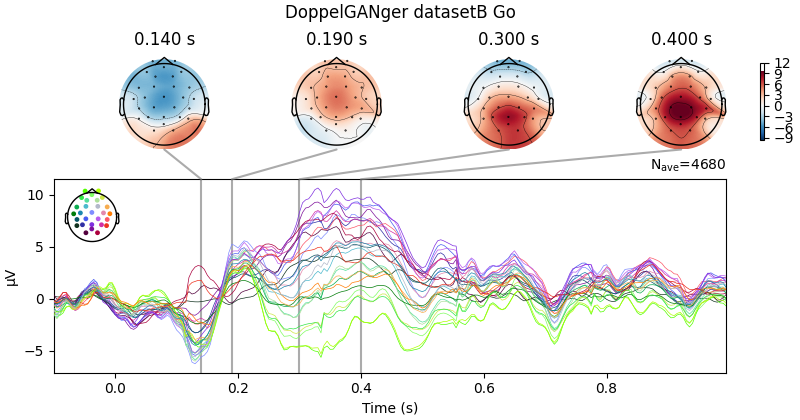 DoppelGANger datasetB Go
0.140 s
0.190 s
0.300 s
0.400 s
12
9
6
3
0
−3
−6
−9
Nave=4680
10
5
0
−5
µV
0.0
0.2
0.4
0.6
0.8
Time (s)